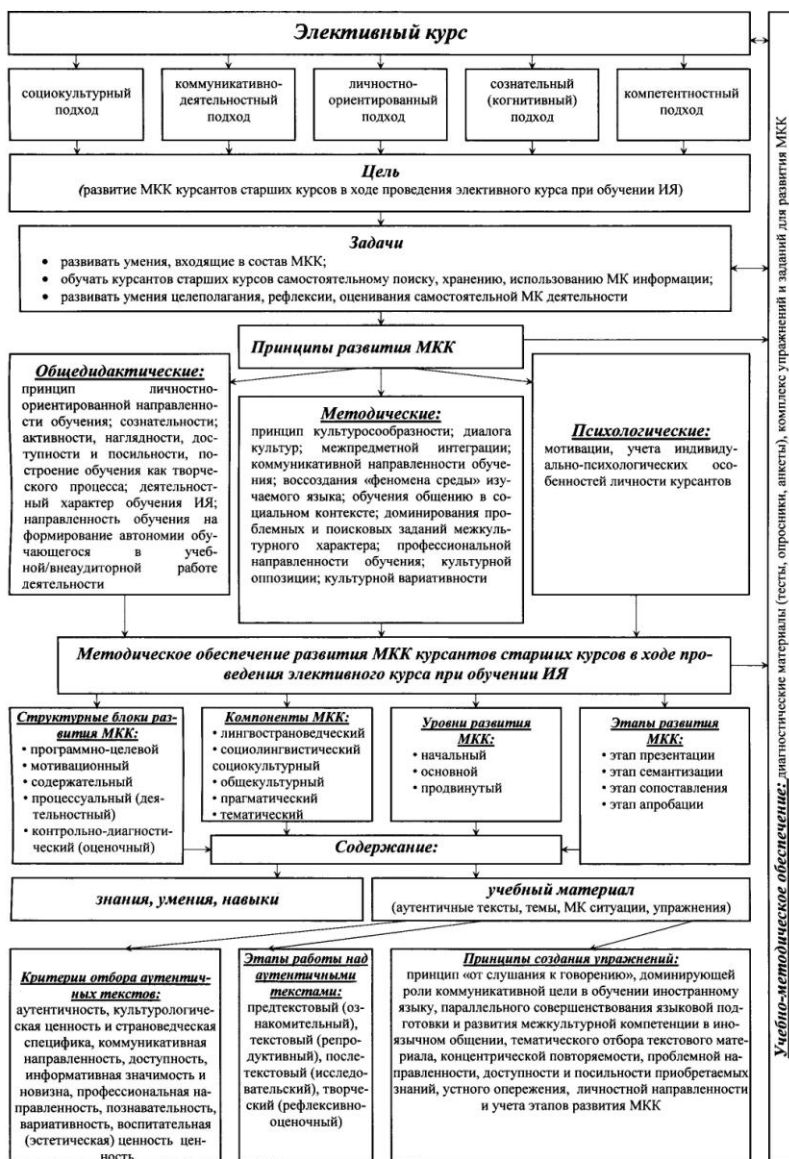 Элективный курс
социокультурный
подход
коммуникативно-
деятельностный
подход
личностно-
ориентированный
подход
сознательный
(когнитивный)
подход
компетентностный
подход
Цель
(развитие МКК курсантов старших курсов в ходе проведения элективного курса при обучении ИЯ)
Задачи
• развивать умения, входящие в состав МКК;
• обучать курсантов старших курсов самостоятельному поиску, хранению, использованию МК информации;
• развивать умения целеполагания, рефлексии, оценивания самостоятельной МК деятельности
Принципы развития МКК
Общедидактические:
принцип личностно-
ориентированной направленно-
сти обучения; сознательности;
активности, наглядности, дос-
тупности и посильности, по-
строение обучения как творче-
ского процесса; деятельност-
ный характер обучения ИЯ;
направленность обучения на
формирование автономии обу-
чающегося в учеб-
ной/внеаудиторной работе
деятельности
Методические:
принцип культуросообразности; диалога
культур; межпредметной интеграции;
коммуникативной направленности обуче-
ния; воссоздания «феномена среды» изу-
чаемого языка; обучения общению в со-
циальном контексте; доминирования про-
блемных и поисковых заданий межкуль-
турного характера; профессиональной
направленности обучения; культурной
оппозиции; культурной вариативности
Психологические:
мотивации, учета индивиду-
ально-психологических осо-
бенностей личности курсантов
Методическое обеспечение развития МКК курсантов старших курсов в ходе про-
ведения элективного курса при обучении ИЯ
Структурные блоки раз-
вития МКК:
• программно-целевой
• мотивационный
• содержательный
• процессуальный (дея-
тельностный)
• контрольно-диагности-
ческий (оценочный)
Компоненты МКК:
• лингвострановедческий
• социолингвистический
социокультурный
• общекультурный
• прагматический
• тематический
Уровни развития
МКК:
• начальный
• основной
• продвинутый
Этапы развития
МКК:
• этап презентации
• этап семантизации
• этап сопоставления
• этап апробации
Содержание:
знания, умения, навыки
учебный материал
(аутентичные тексты, темы, МК ситуации, упражнения)
Критерии отбора аутентич-
ных текстов:
аутентичность, культурологиче-
ская ценность и страноведческая
специфика, коммуникативная
направленность, доступность,
информативная значимость и
новизна, профессиональная на-
правленность, познавательность,
вариативность, воспитательная
(эстетическая) ценность цен-
ность
Этапы работы над
аутентичными
текстами:
предтекстовый (оз-
накомительный),
текстовый (репро-
дуктивный), после-
текстовый (исследо-
вательский), творче-
ский (рефлексивно-
оценочный)
Принципы создания упражнений:
принцип «от слушания к говорению», доминирующей
роли коммуникативной цели в обучении иностранному
языку, параллельного совершенствования языковой под-
готовки и развития межкультурной компетенции в ино-
язычном общении, тематического отбора текстового мате-
риала, концентрической повторяемости, проблемной на-
правленности, доступности и посильности приобретаемых
знаний, устного опережения, личностной направленности
и учета этапов развития МКК
Учебно-методическое обеспечение: диагностические материалы (тесты, опросники, анкеты), комплекс упражнений и заданий для развития МКК